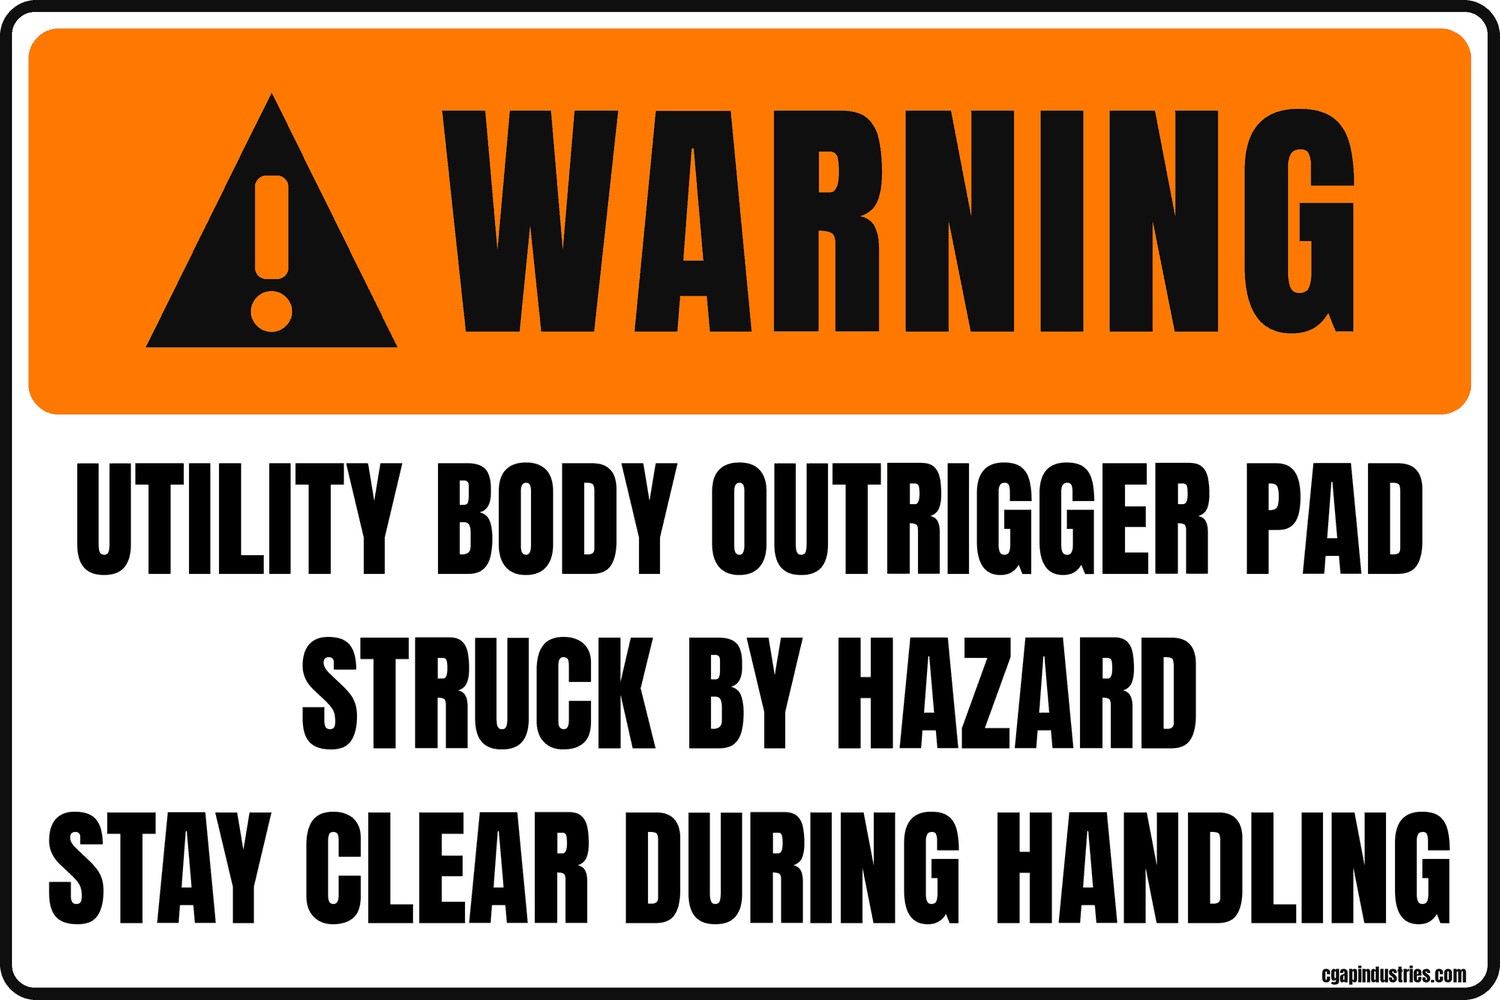 WARNING
UTILITY BODY OUTRIGGER PAD
STRUCK BY HAZARD
STAY CLEAR DURING HANDLING
cgapindustries.com